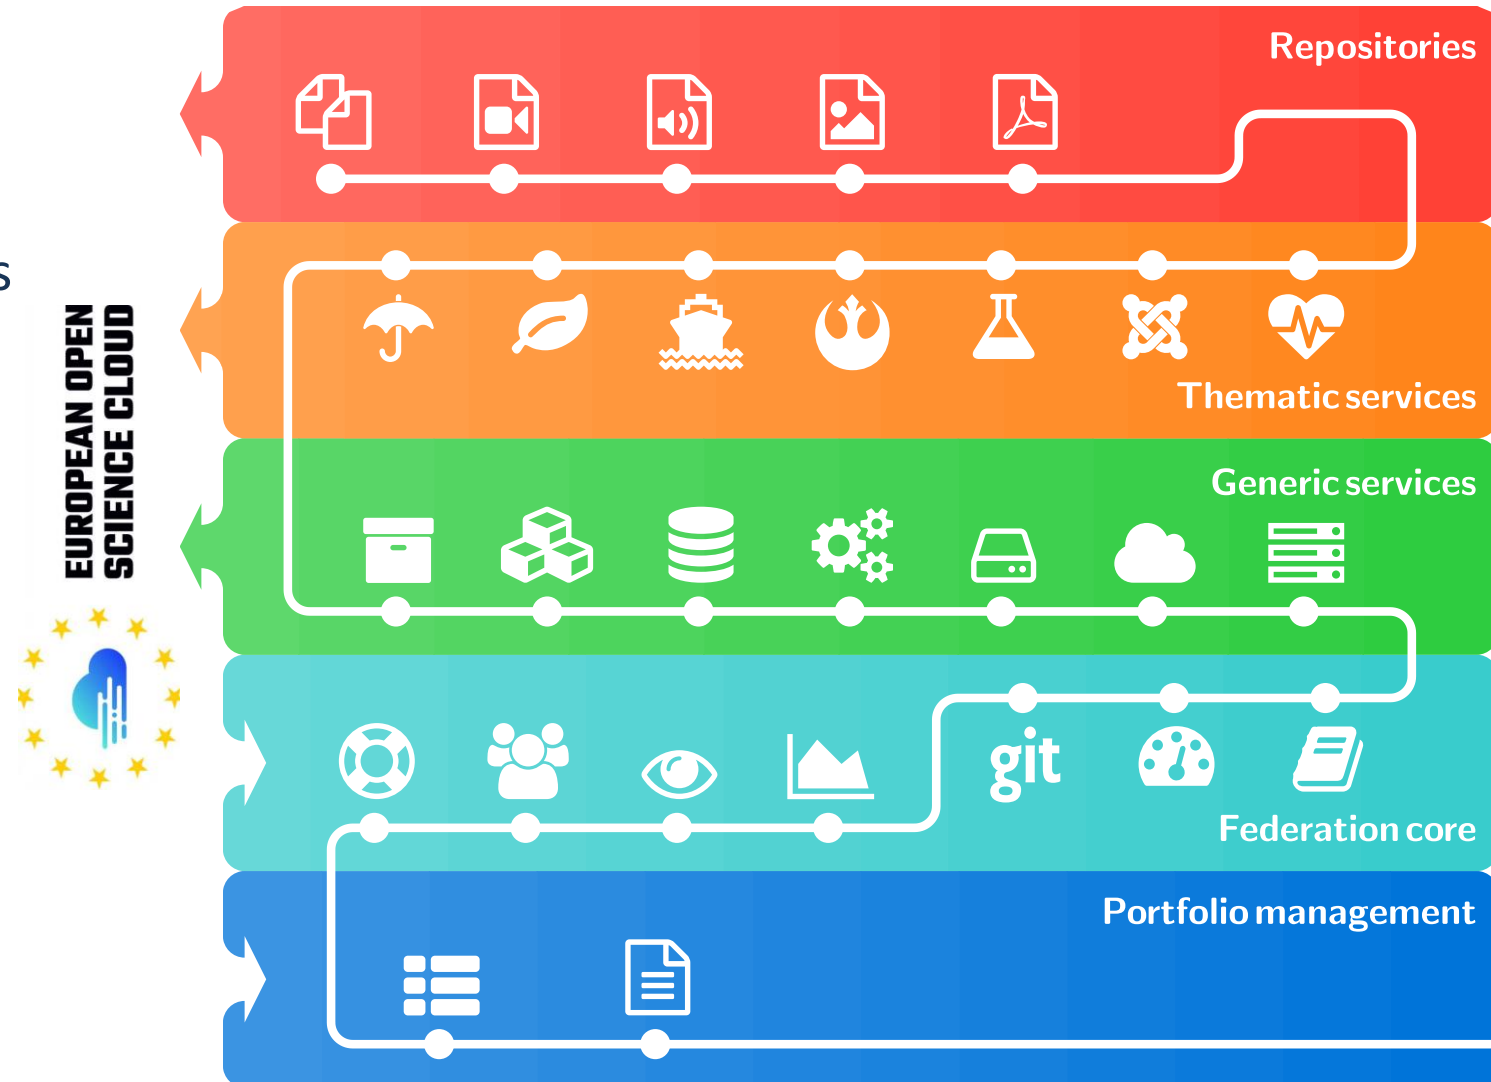 Repositories
s
Thematic services
EUROPEAN OPEN
SCIENCE CLOUD
Generic services
git
Federation core
Portfolio management